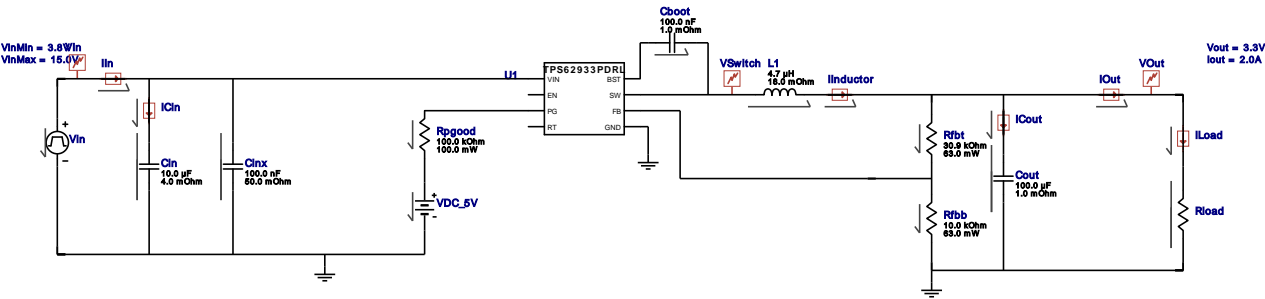 VinMin = 3.8V
VinMax = 15.0V
Vin
Iin
ICin
Vin
+
−
Cin
10.0 µF
4.0 mOhm
Cinx
100.0 nF
50.0 mOhm
Rpgood
100.0 kOhm
100.0 mW
VDC_5V
+
-
U1
TPS62933PDRL
VIN
EN
PG
RT
BST
SW
FB
GND
Cboot
100.0 nF
1.0 mOhm
VSwitch
L1
4.7 µH
16.0 mOhm
IInductor
Rfbt
30.9 kOhm
63.0 mW
Rfbb
10.0 kOhm
63.0 mW
ICout
Cout
100.0 µF
1.0 mOhm
IOut
VOut
ILoad
Rload
Vout = 3.3V
Iout = 2.0A